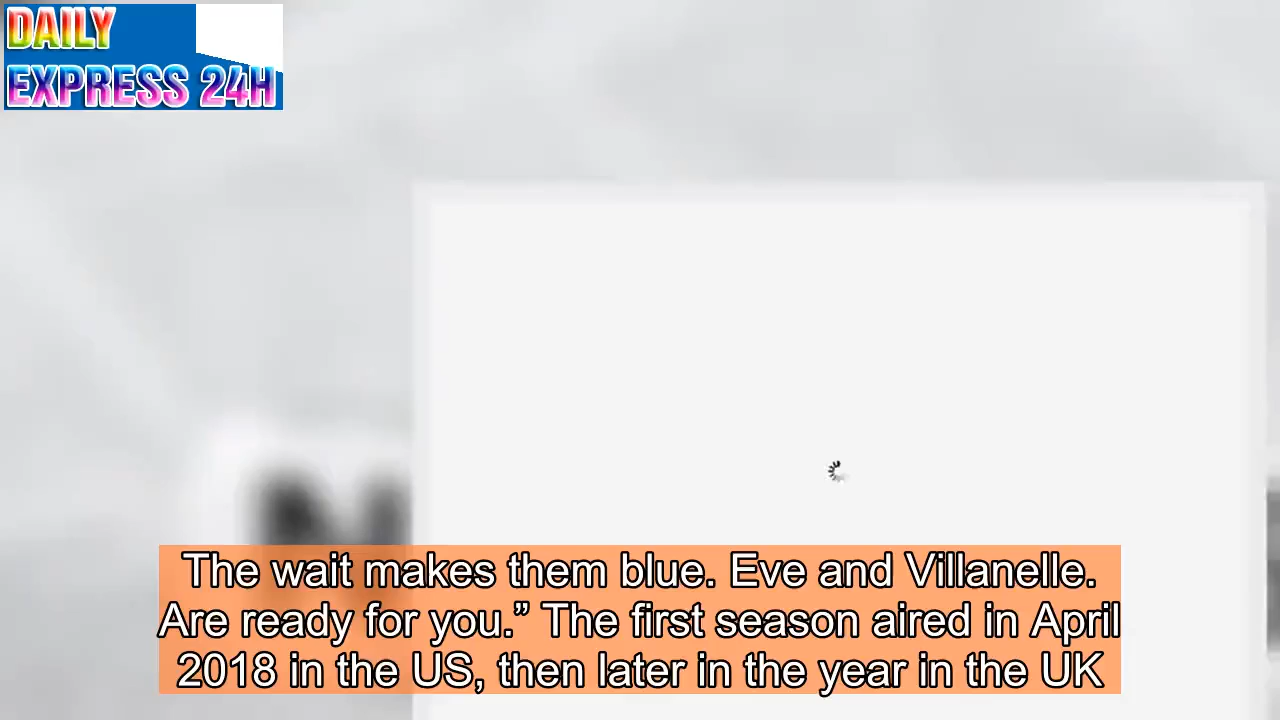 DAILY
EXPRESS 24H
The wait makes them blue. Eve and Villanelle.
Are ready for you.” The first season aired in April
2018 in the US, then later in the year in the UK